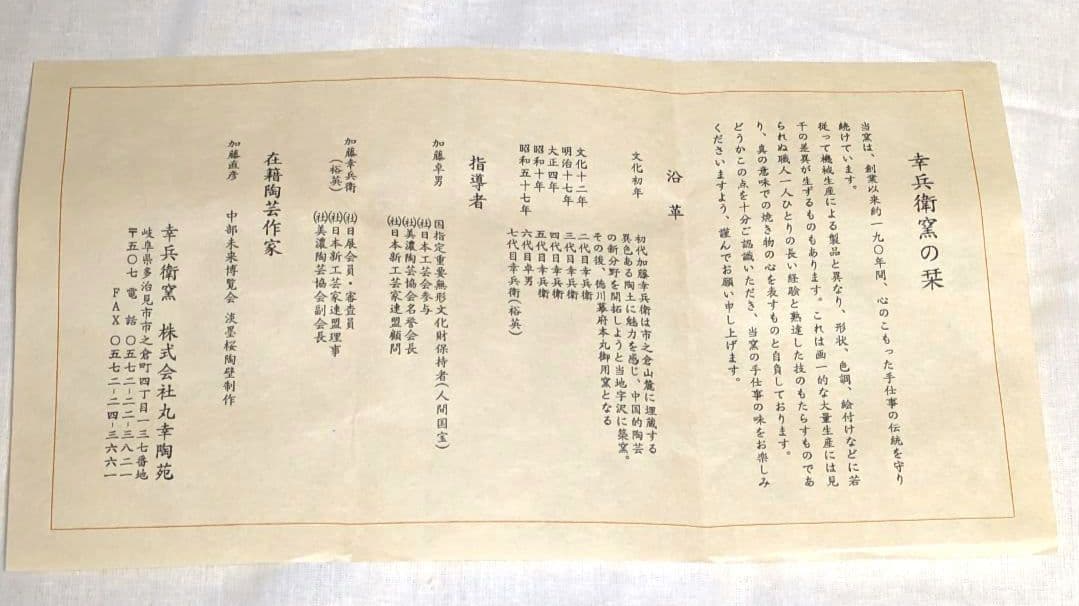 幸兵衛窯の栞
当窯は、創業以来約一九〇年間、心のこもった手仕事の伝統を守り
続けています。
従って機械生産による製品と異なり、形状、色調、絵付けなどに若
干の差異が生ずるものもあります。これは画一的な大量生産には見
られぬ職人一人ひとりの長い経験と熟達した技のもたらすものであ
り、真の意味での焼き物の心を表すものと自負しております。
どうかこの点を十分ご認識いただき、当窯の手仕事の味をお楽しみ
くださいますよう、謹んでお願い申し上げます。
沿革
文化初年 初代加藤幸兵衛は市之倉山麓に埋蔵する
異色ある陶土に魅力を感じ、中国的陶芸
の新分野を開拓しようと当地字沢に築窯。
その後、徳川幕府本丸御用窯となる
文化十二年 二代目幸兵衛
明治十七年 三代目幸兵衛
大正四年 四代目幸兵衛
昭和十年 五代目幸兵衛
昭和五十七年 六代目卓男
七代目幸兵衛(裕英)
指導者
加藤卓男 国指定重要無形文化財保持者(人間国宝)
㈳日本工芸会参与
㈳美濃陶芸協会名誉会長
㈳日本新工芸家連盟顧問
加藤幸兵衛 ㈳日展会員・審査員
(裕英) ㈳日本新工芸家連盟理事
㈳美濃陶芸協会副会長
在籍陶芸作家
加藤直彦 中部未来博覧会 淡墨桜陶壁制作
幸兵衛窯 株式会社丸幸陶苑
岐阜県多治見市市之倉町四丁目一三七番地
〒五〇七 電話 〇五七二-二二-三八二一
FAX 〇五七二-二四-三六六一